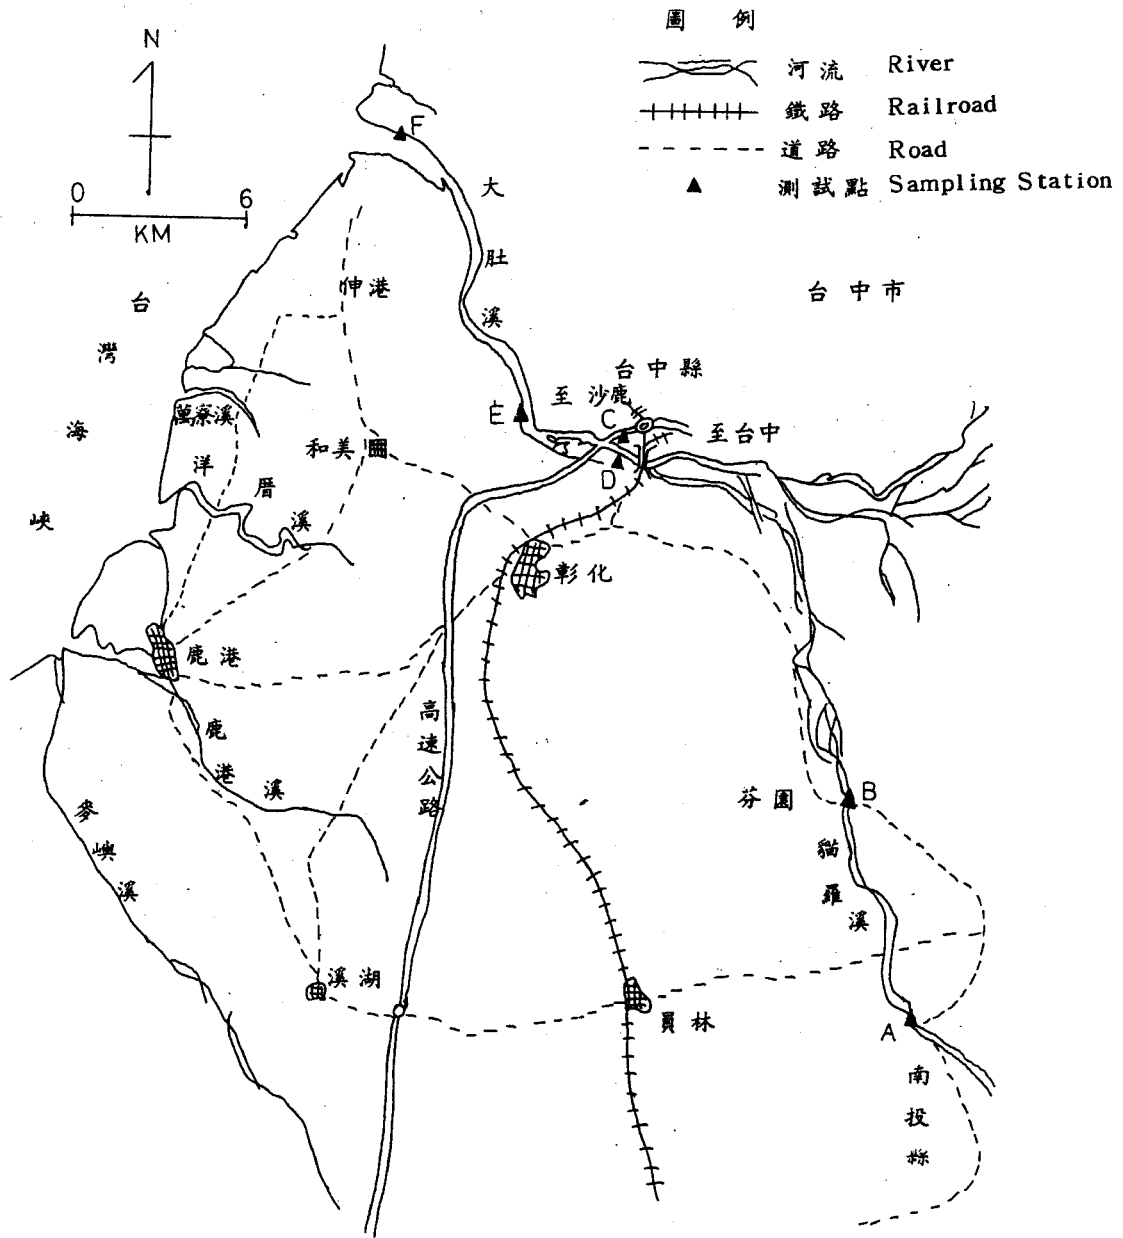 圖 例
河流 River
鐵路 Railroad
道路 Road
測試點 Sampling Station
N
0 6
KM
F
大肚溪
台灣海峽
伸港
台中市
台中縣
至沙鹿
至台中
E
C
D
萬寮溪
和美
洋厝溪
彰化
鹿港
鹿港溪
高速公路
麥嶼溪
芬園
B
貓羅溪
溪湖
員林
A
南投縣